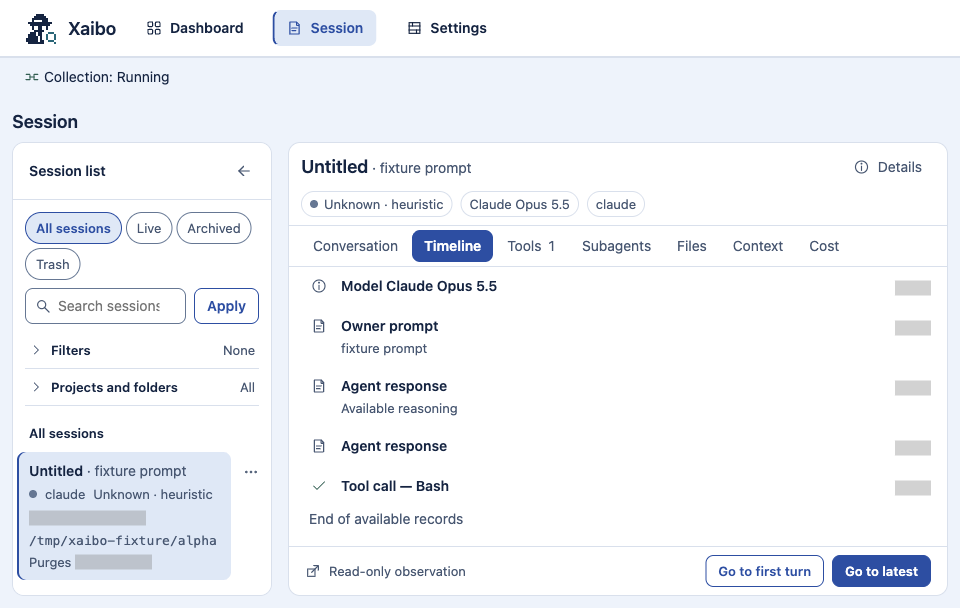 Xaibo
Dashboard
Session
Settings
Collection: Running
Session
Session list
All sessions
Live
Archived
Trash
Search sessions
Apply
Filters None
Projects and folders All
All sessions
Untitled · fixture prompt
claude Unknown · heuristic
/tmp/xaibo-fixture/alpha
Purges
Untitled · fixture prompt
Details
Unknown · heuristic
Claude Opus 5.5
claude
Conversation
Timeline
Tools 1
Subagents
Files
Context
Cost
Model Claude Opus 5.5
Owner prompt
fixture prompt
Agent response
Available reasoning
Agent response
Tool call — Bash
End of available records
Read-only observation
Go to first turn
Go to latest